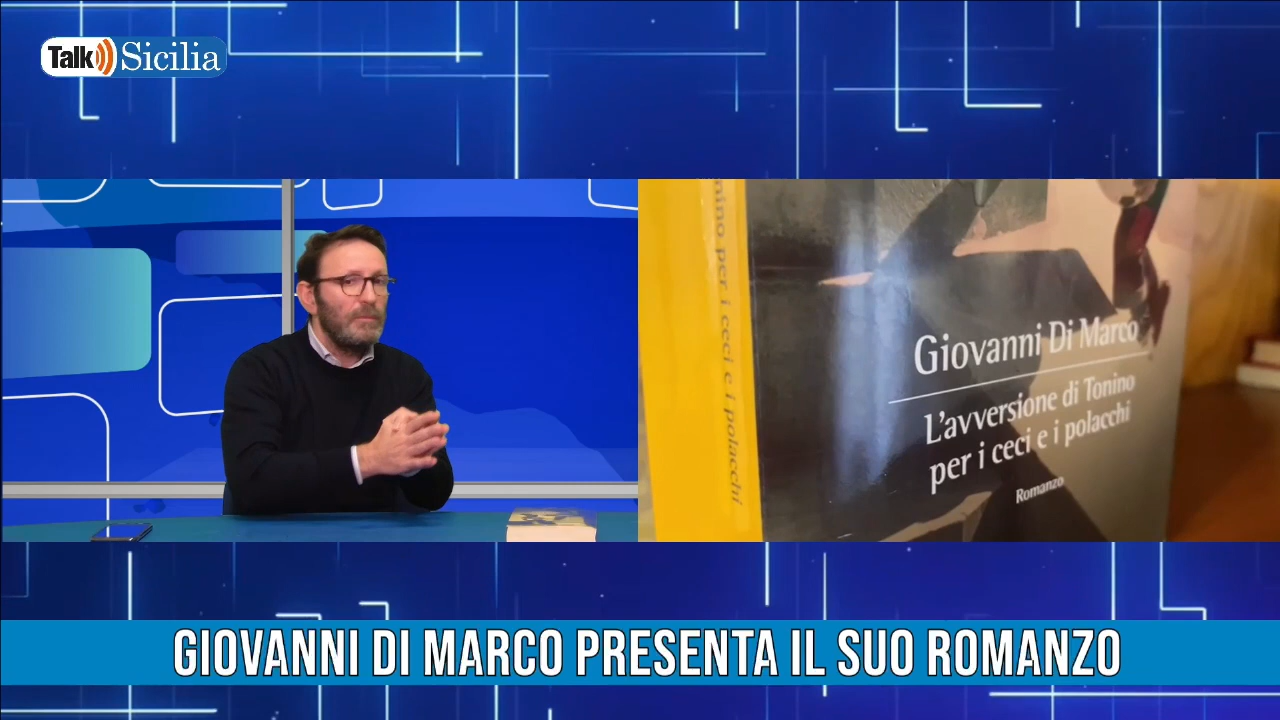 Talk Sicilia
nino per i ceci e i polacchi
Giovanni Di Marco
L'avversione di Tonino
per i ceci e i polacchi
Romanzo
GIOVANNI DI MARCO PRESENTA IL SUO ROMANZO